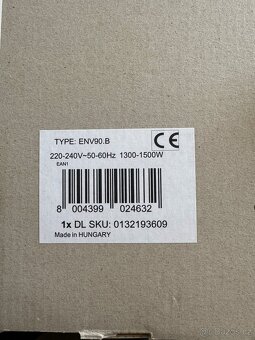 TYPE: ENV90.B
CE
220-240V~50-60Hz 1300-1500W
EAN1
8 004399 024632
1x DL SKU: 0132193609
Made in HUNGARY